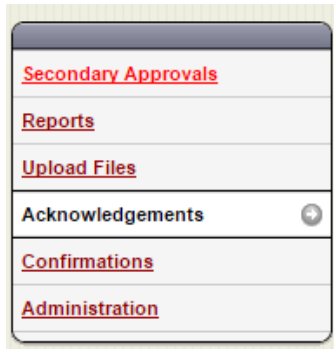 Secondary Approvals
Reports
Upload Files
Acknowledgements
Confirmations
Administration